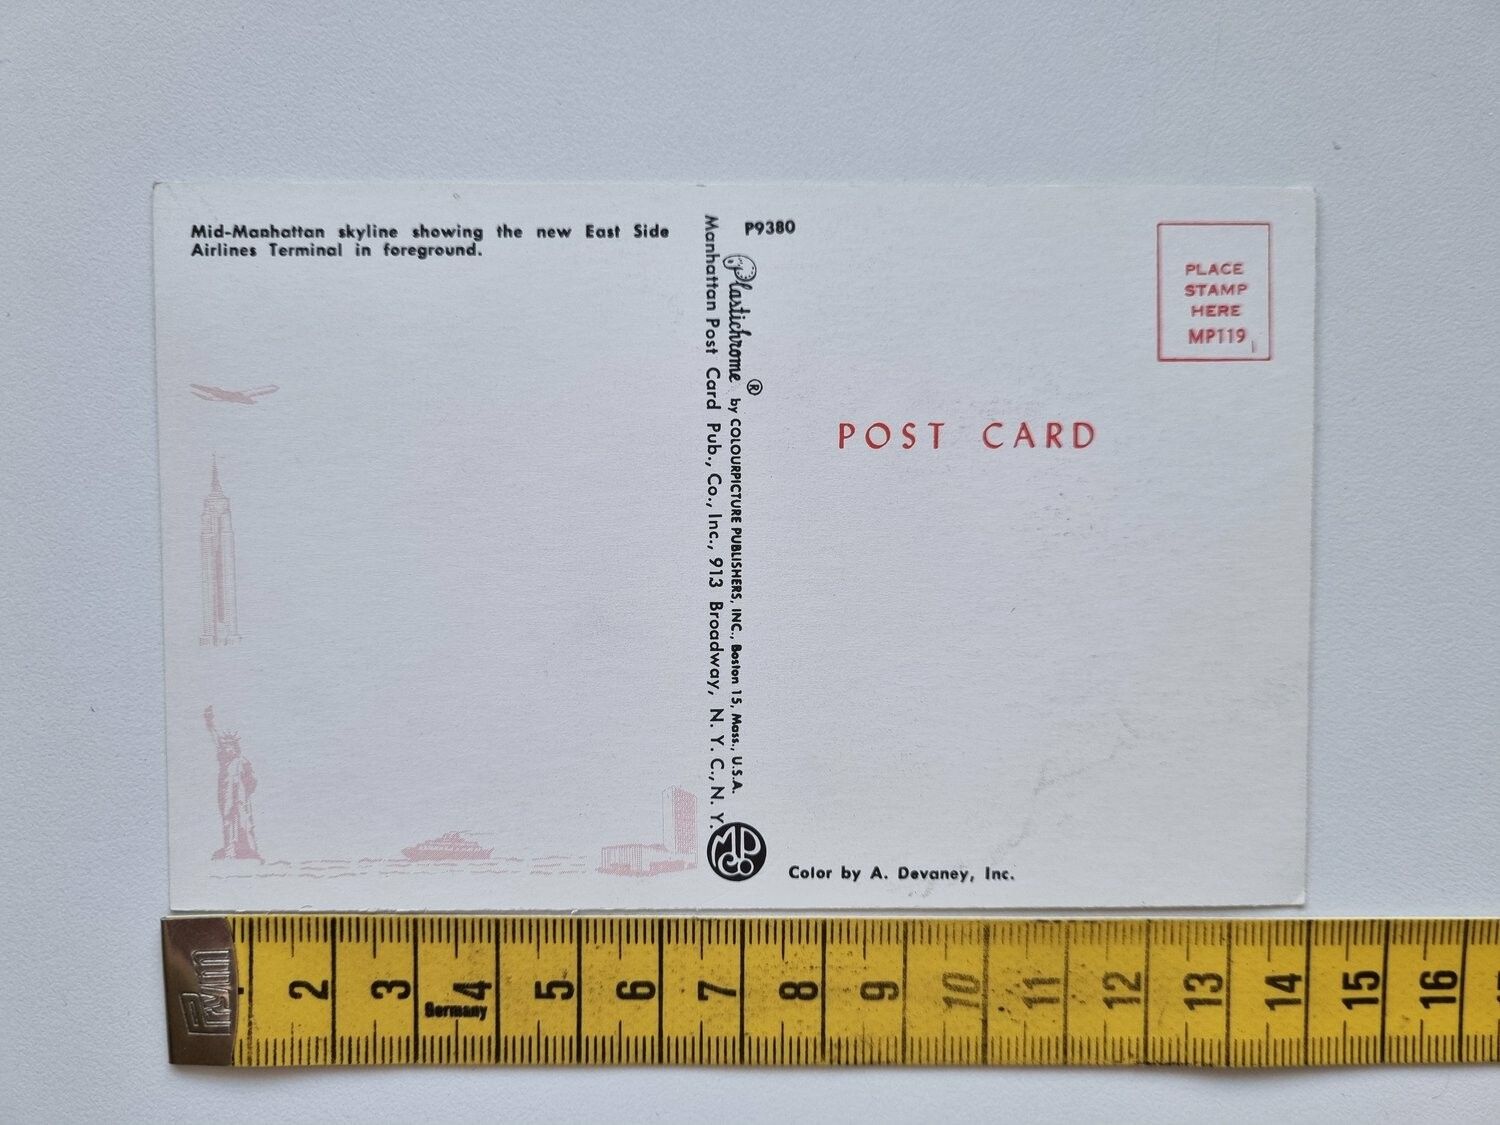 Mid-Manhattan skyline showing the new East Side
Airlines Terminal in foreground.
P9380
Plastichrome ® by COLOURPICTURE PUBLISHERS, INC., Boston 15, Mass., U.S.A.
Manhattan Post Card Pub., Co., Inc., 913 Broadway, N. Y. C., N. Y.
MPCo
PLACE
STAMP
HERE
MP119
POST CARD
Color by A. Devaney, Inc.
Prym
2 3 4 5 6 7 8 9 10 11 12 13 14 15 16
Germany